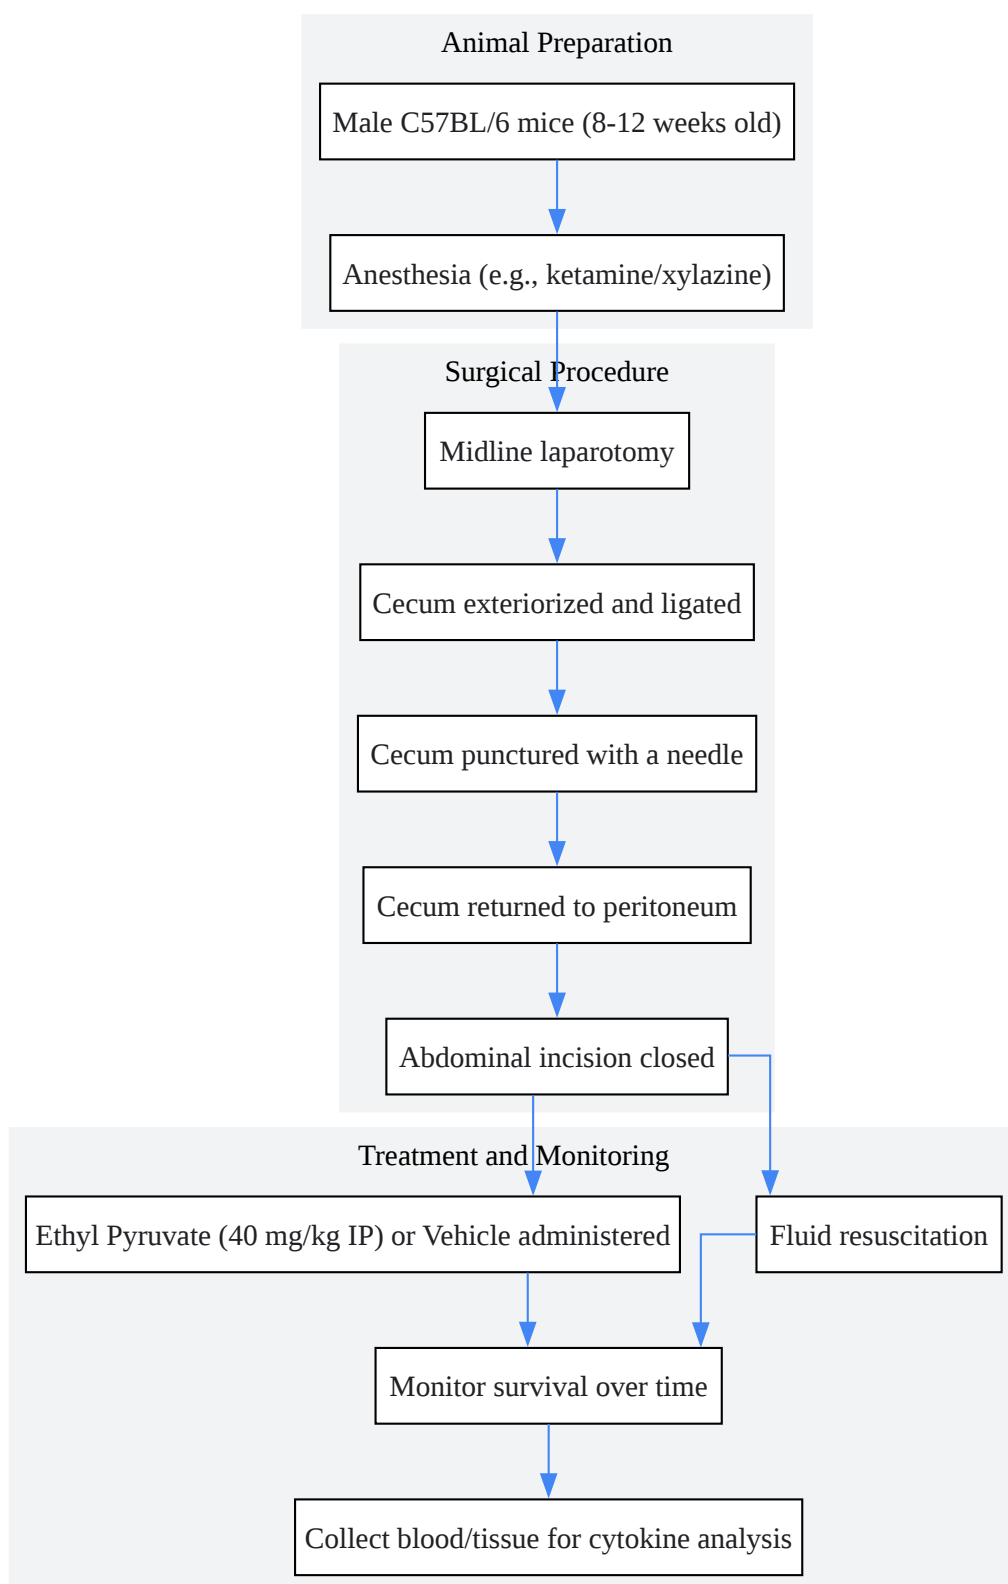 Animal Preparation
Male C57BL/6 mice (8-12 weeks old)
Anesthesia (e.g., ketamine/xylazine)
Surgical Procedure
Midline laparotomy
Cecum exteriorized and ligated
Cecum punctured with a needle
Cecum returned to peritoneum
Abdominal incision closed
Treatment and Monitoring
Ethyl Pyruvate (40 mg/kg IP) or Vehicle administered
Fluid resuscitation
Monitor survival over time
Collect blood/tissue for cytokine analysis